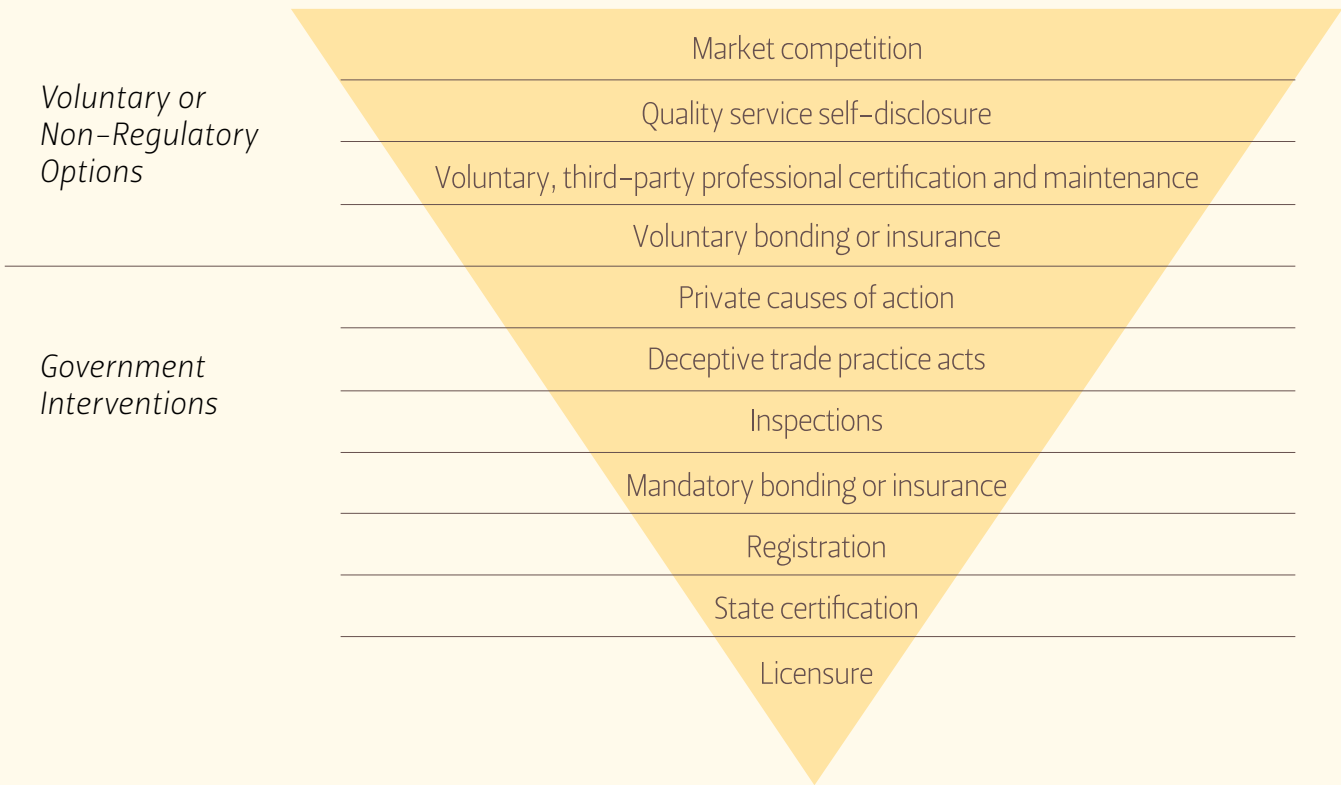 Voluntary or
Non-Regulatory
Options
Market competition
Quality service self-disclosure
Voluntary, third-party professional certification and maintenance
Voluntary bonding or insurance
Government
Interventions
Private causes of action
Deceptive trade practice acts
Inspections
Mandatory bonding or insurance
Registration
State certification
Licensure